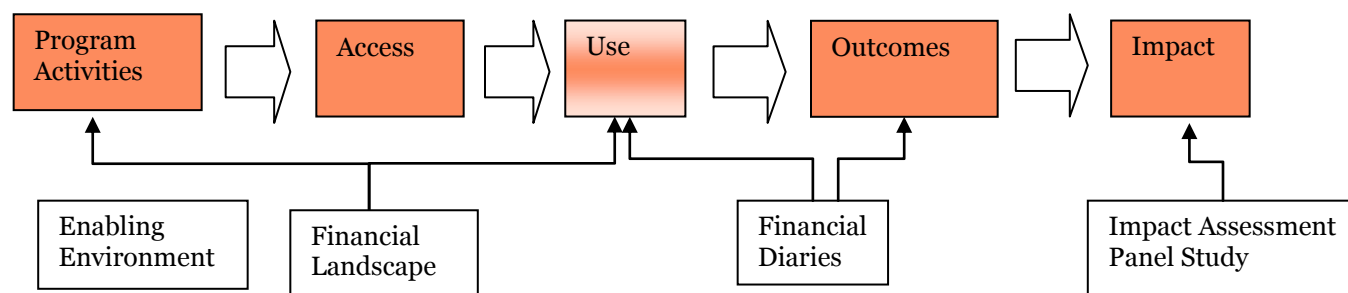 Program
Activities
Access
Use
Outcomes
Impact
Enabling
Environment
Financial
Landscape
Financial
Diaries
Impact Assessment
Panel Study